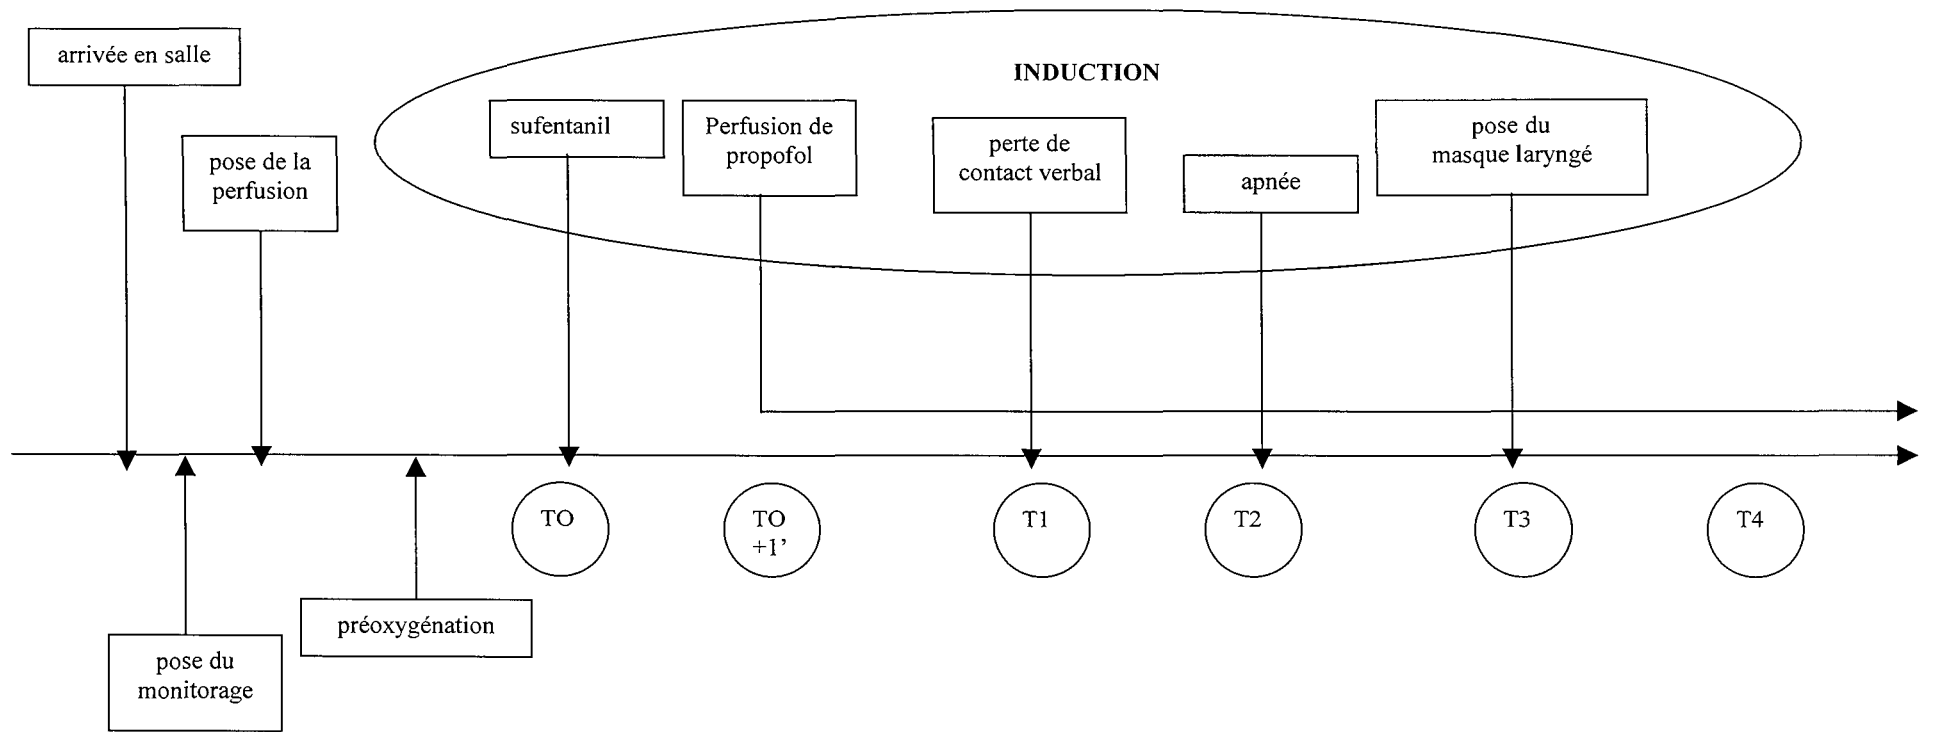 arrivée en salle
INDUCTION
sufentanil
Perfusion de
propofol
perte de
contact verbal
pose du
masque laryngé
pose de la
perfusion
apnée
TO
TO
+1’
T1
T2
T3
T4
préoxygénation
pose du
monitorage